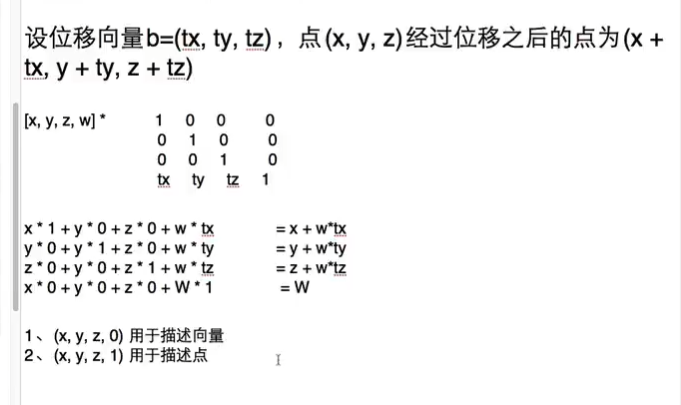 设位移向量b=(tx, ty, tz)，点(x, y, z)经过位移之后的点为(x +
tx, y + ty, z + tz)
[x, y, z, w] * 1 0 0 0
0 1 0 0
0 0 1 0
tx ty tz 1
x * 1 + y * 0 + z * 0 + w * tx = x + w*tx
y * 0 + y * 1 + z * 0 + w * ty = y + w*ty
z * 0 + y * 0 + z * 1 + w * tz = z + w*tz
x * 0 + y * 0 + z * 0 + W * 1 = W
1、(x, y, z, 0) 用于描述向量
2、(x, y, z, 1) 用于描述点